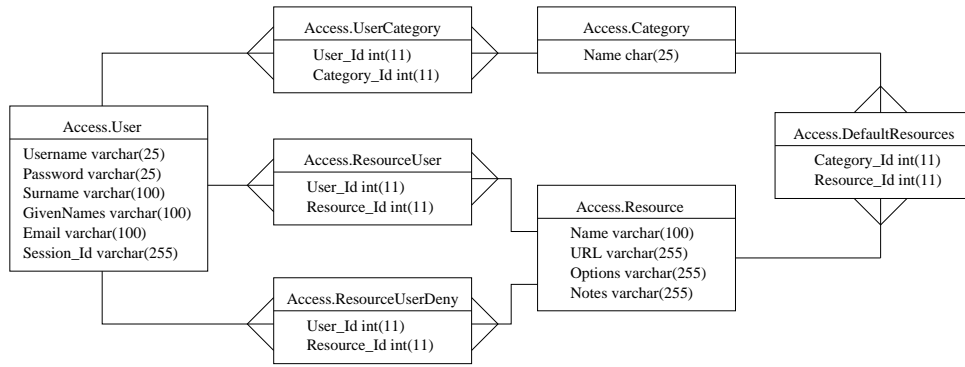 Access.UserCategory
User_Id int(11)
Category_Id int(11)
Access.Category
Name char(25)
Access.User
Username varchar(25)
Password varchar(25)
Surname varchar(100)
GivenNames varchar(100)
Email varchar(100)
Session_Id varchar(255)
Access.ResourceUser
User_Id int(11)
Resource_Id int(11)
Access.DefaultResources
Category_Id int(11)
Resource_Id int(11)
Access.Resource
Name varchar(100)
URL varchar(255)
Options varchar(255)
Notes varchar(255)
Access.ResourceUserDeny
User_Id int(11)
Resource_Id int(11)